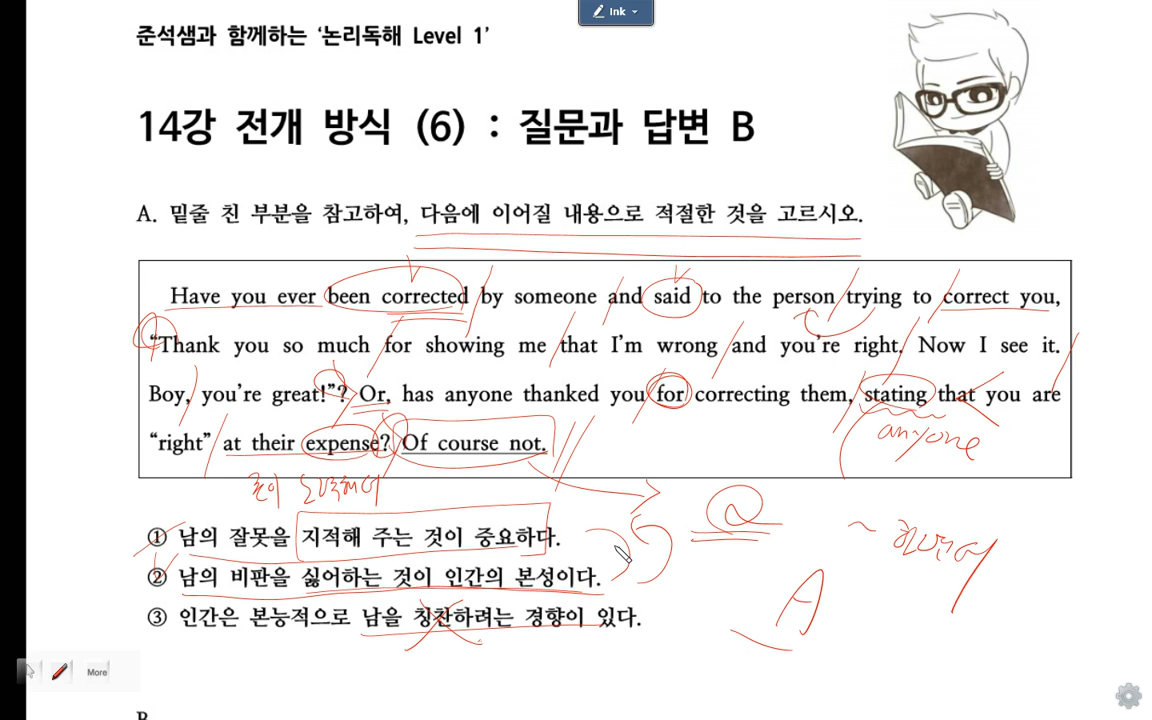 Ink
준석샘과 함께하는 ‘논리독해 Level 1’
14강 전개 방식 (6) : 질문과 답변 B
A. 밑줄 친 부분을 참고하여, 다음에 이어질 내용으로 적절한 것을 고르시오.
Have you ever been corrected by someone and said to the person trying to correct you,
“Thank you so much for showing me that I’m wrong and you’re right. Now I see it.
Boy, you’re great!”? Or, has anyone thanked you for correcting them, stating that you are
“right” at their expense? Of course not.
anyone
① 남의 잘못을 지적해 주는 것이 중요하다.
Q
② 남의 비판을 싫어하는 것이 인간의 본성이다.
③ 인간은 본능적으로 남을 칭찬하려는 경향이 있다.
A
More
B